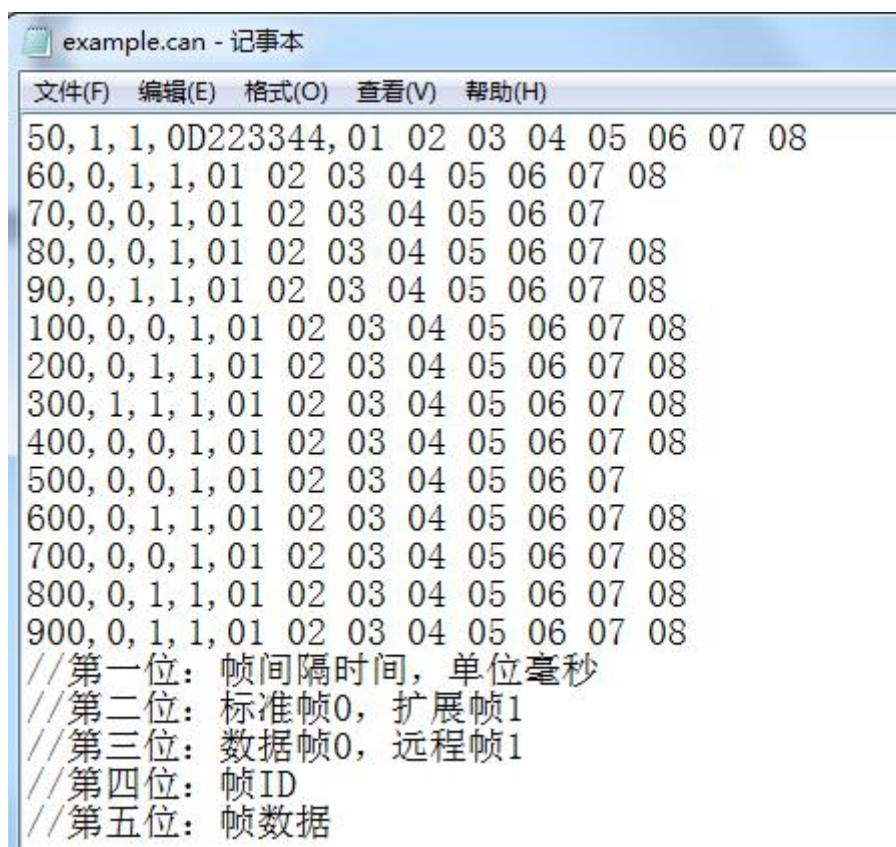 example.can - 记事本
文件(F) 编辑(E) 格式(O) 查看(V) 帮助(H)
50,1,1,0D223344,01 02 03 04 05 06 07 08
60,0,1,1,01 02 03 04 05 06 07 08
70,0,0,1,01 02 03 04 05 06 07
80,0,0,1,01 02 03 04 05 06 07 08
90,0,1,1,01 02 03 04 05 06 07 08
100,0,0,1,01 02 03 04 05 06 07 08
200,0,1,1,01 02 03 04 05 06 07 08
300,1,1,1,01 02 03 04 05 06 07 08
400,0,0,1,01 02 03 04 05 06 07 08
500,0,0,1,01 02 03 04 05 06 07
600,0,1,1,01 02 03 04 05 06 07 08
700,0,0,1,01 02 03 04 05 06 07 08
800,0,1,1,01 02 03 04 05 06 07 08
900,0,1,1,01 02 03 04 05 06 07 08
//第一位：帧间隔时间，单位毫秒
//第二位：标准帧0，扩展帧1
//第三位：数据帧0，远程帧1
//第四位：帧ID
//第五位：帧数据